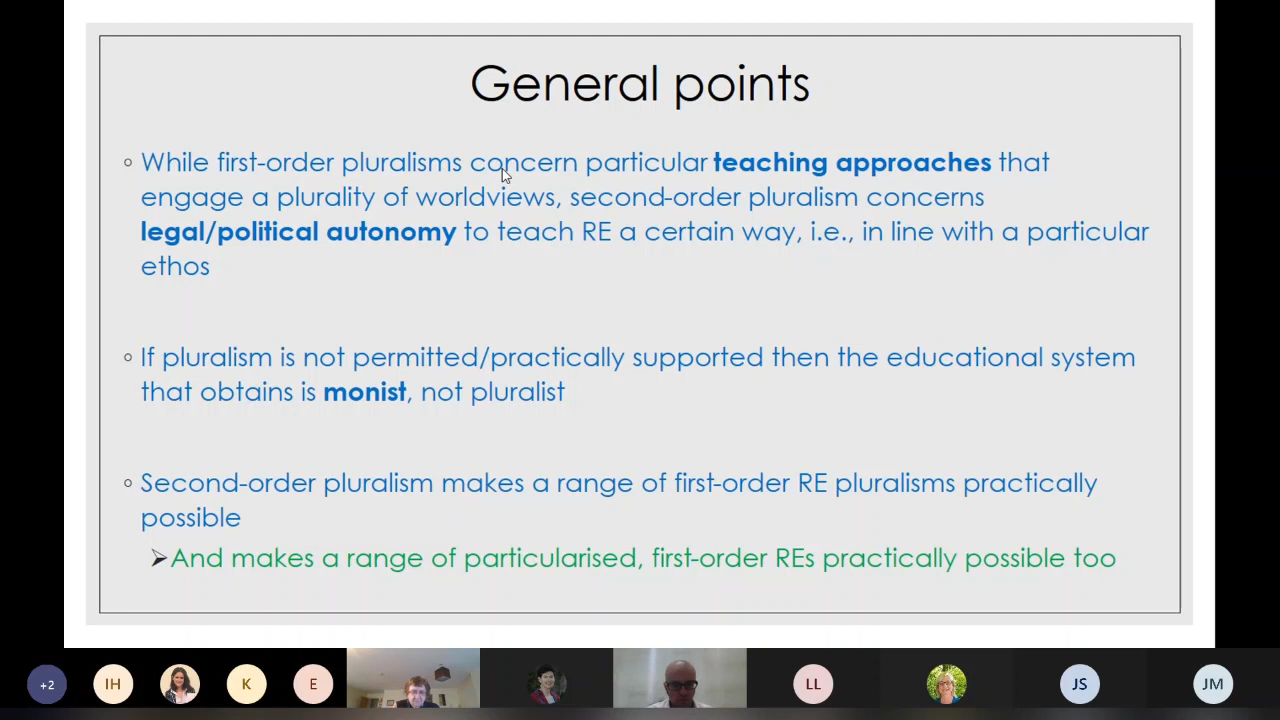 General points
While first-order pluralisms concern particular teaching approaches that
engage a plurality of worldviews, second-order pluralism concerns
legal/political autonomy to teach RE a certain way, i.e., in line with a particular
ethos
If pluralism is not permitted/practically supported then the educational system
that obtains is monist, not pluralist
Second-order pluralism makes a range of first-order RE pluralisms practically
possible
And makes a range of particularised, first-order REs practically possible too
+2 IH K E LL JS JM